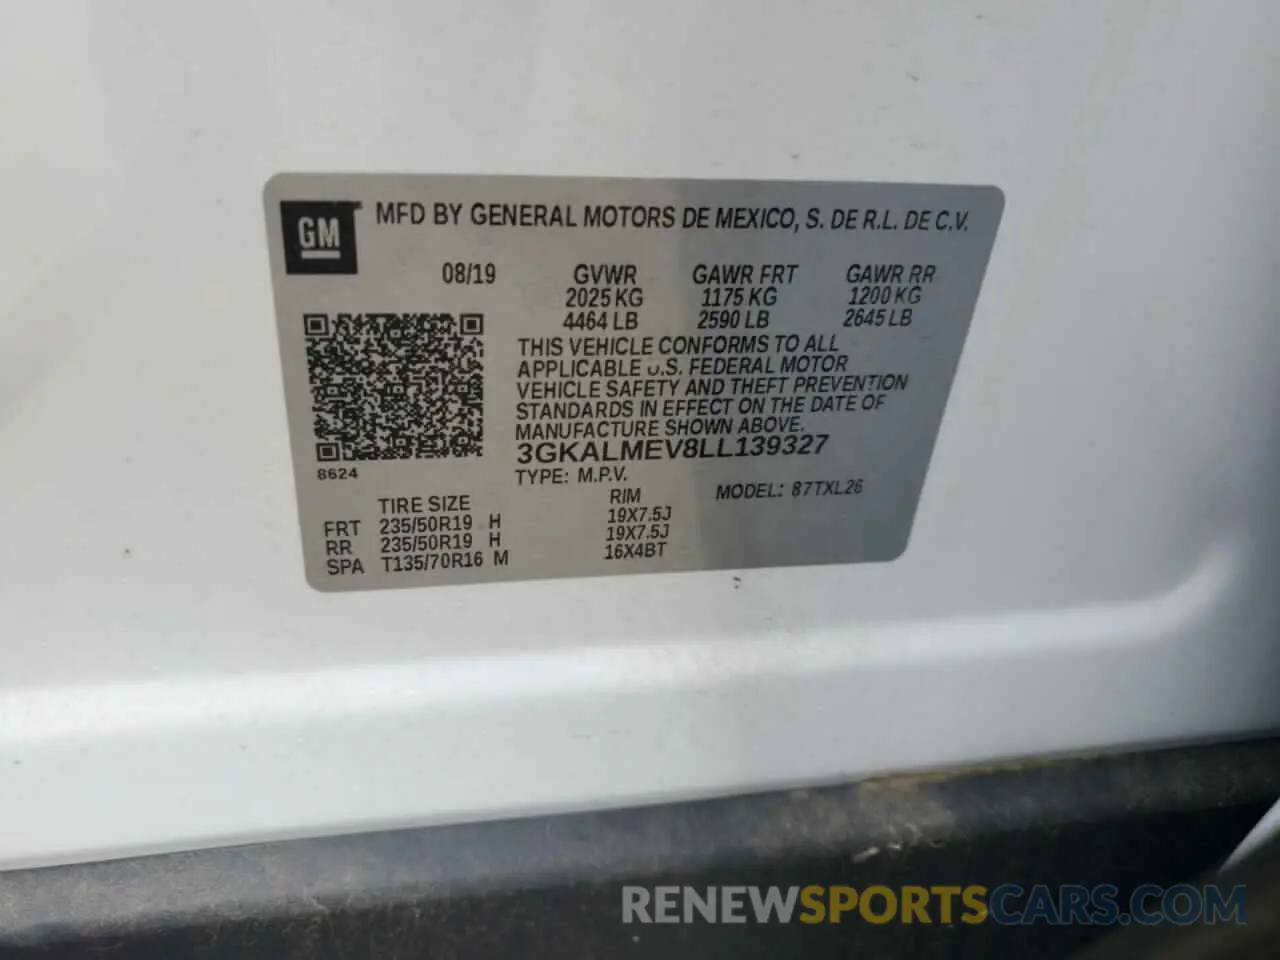 GM MFD BY GENERAL MOTORS DE MEXICO, S. DE R.L. DE C.V.
08/19 GVWR GAWR FRT GAWR RR
2025 KG 1175 KG 1200 KG
4464 LB 2590 LB 2645 LB
THIS VEHICLE CONFORMS TO ALL
APPLICABLE U.S. FEDERAL MOTOR
VEHICLE SAFETY AND THEFT PREVENTION
STANDARDS IN EFFECT ON THE DATE OF
MANUFACTURE SHOWN ABOVE.
3GKALMEV8LL139327
8624 TYPE: M.P.V. MODEL: 87TXL26
TIRE SIZE RIM
FRT 235/50R19 H 19X7.5J
RR 235/50R19 H 19X7.5J
SPA T135/70R16 M 16X4BT
RENEWSPORTSCARS.COM